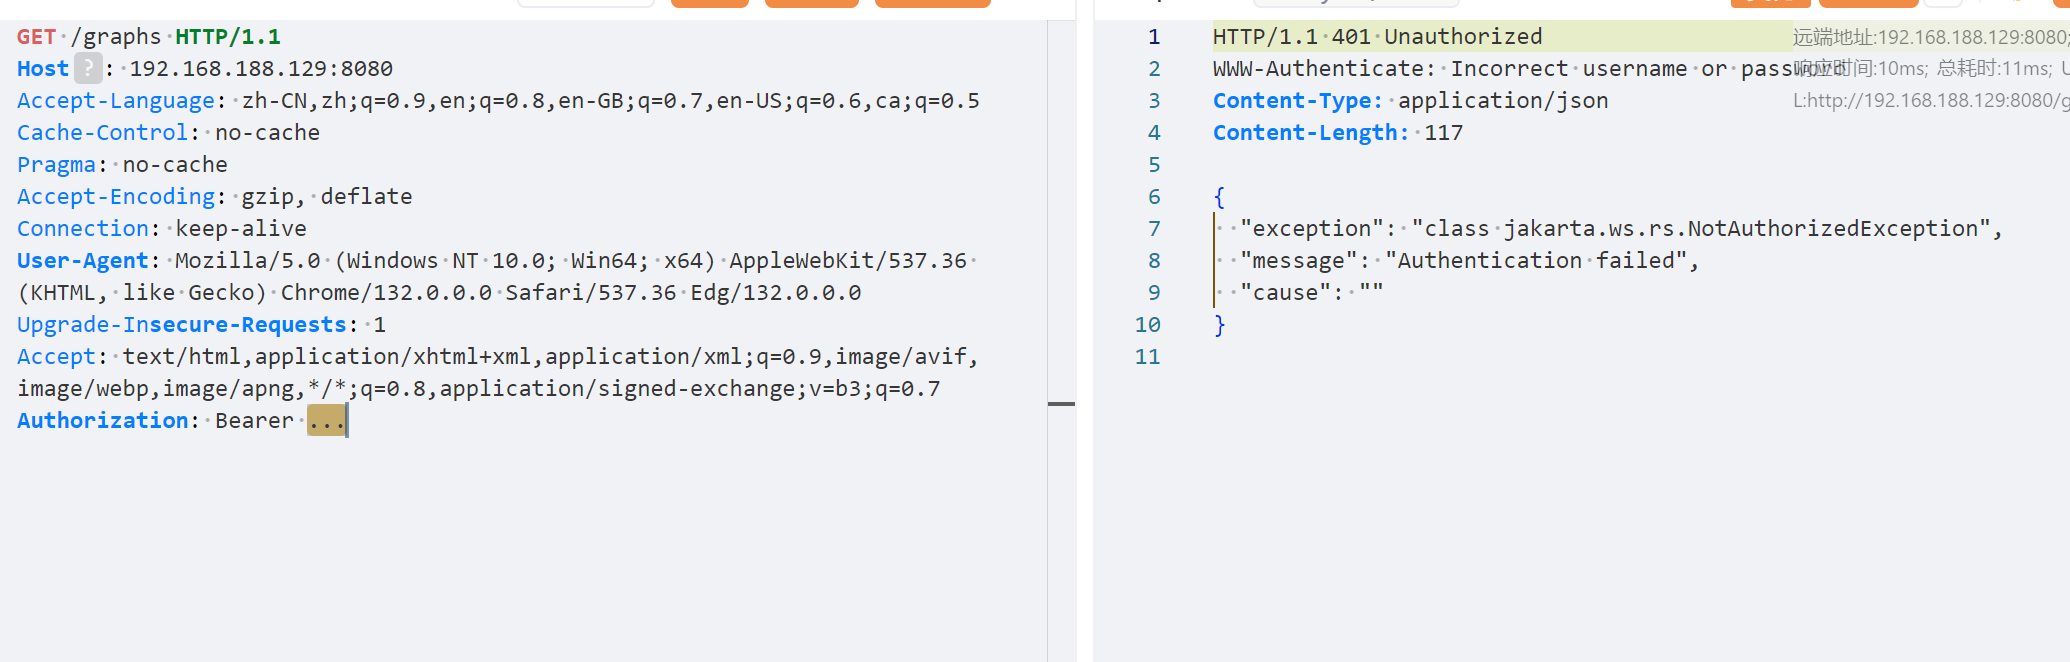 GET /graphs HTTP/1.1
Host ? : 192.168.188.129:8080
Accept-Language: zh-CN,zh;q=0.9,en;q=0.8,en-GB;q=0.7,en-US;q=0.6,ca;q=0.5
Cache-Control: no-cache
Pragma: no-cache
Accept-Encoding: gzip, deflate
Connection: keep-alive
User-Agent: Mozilla/5.0 (Windows NT 10.0; Win64; x64) AppleWebKit/537.36
(KHTML, like Gecko) Chrome/132.0.0.0 Safari/537.36 Edg/132.0.0.0
Upgrade-Insecure-Requests: 1
Accept: text/html,application/xhtml+xml,application/xml;q=0.9,image/avif,
image/webp,image/apng,*/*;q=0.8,application/signed-exchange;v=b3;q=0.7
Authorization: Bearer ...
1 HTTP/1.1 401 Unauthorized
远端地址:192.168.188.129:8080;
2 WWW-Authenticate: Incorrect username or password
响应时间:10ms; 总耗时:11ms; U
3 Content-Type: application/json
L:http://192.168.188.129:8080/g
4 Content-Length: 117
5
6 {
7 "exception": "class jakarta.ws.rs.NotAuthorizedException",
8 "message": "Authentication failed",
9 "cause": ""
10 }
11